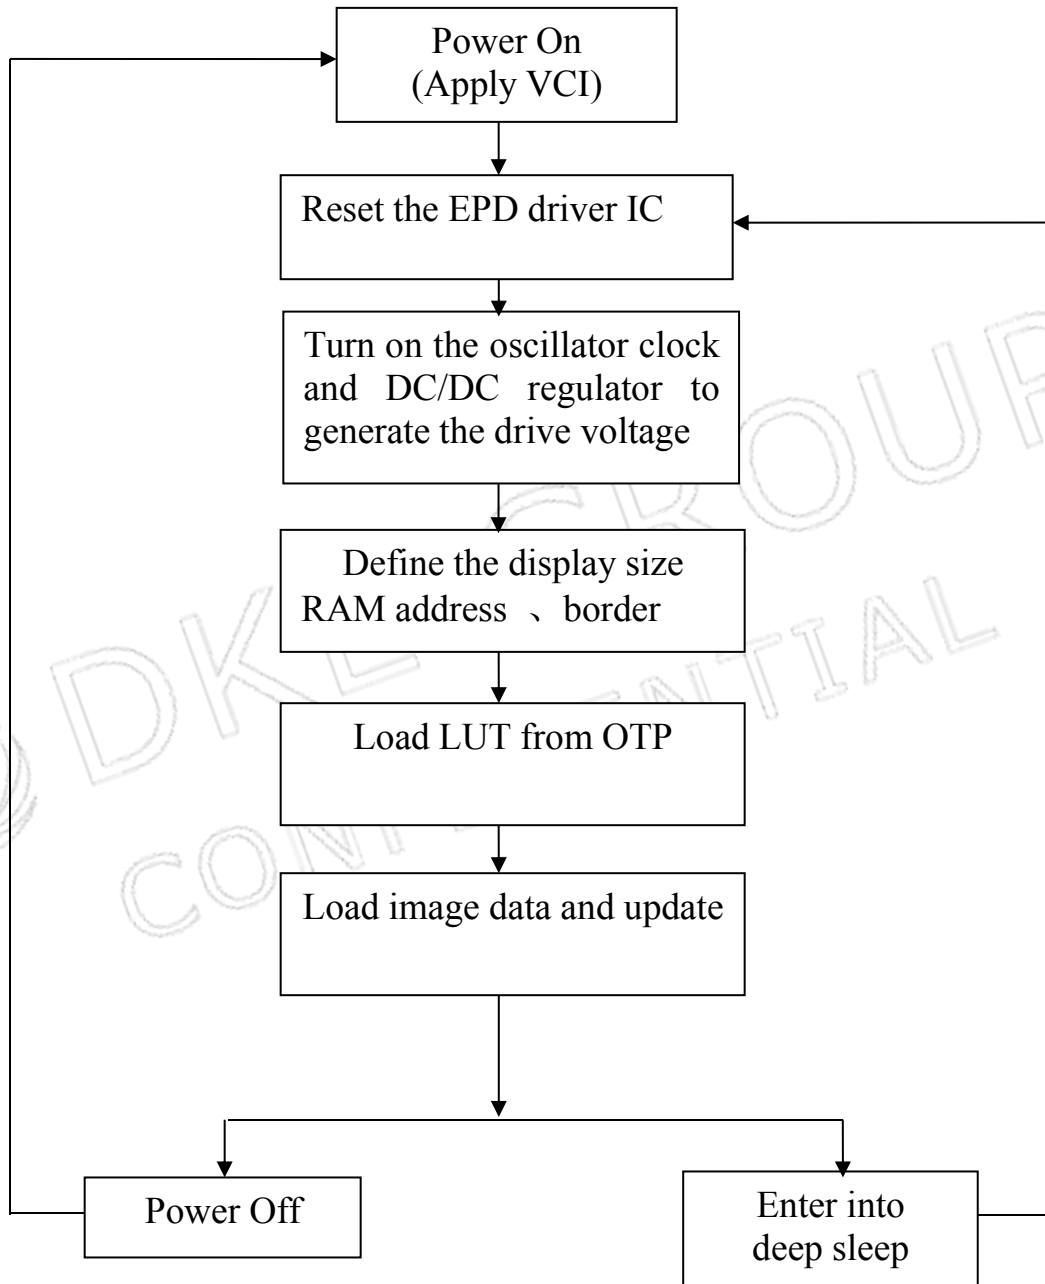 Power On
(Apply VCI)
Reset the EPD driver IC
Turn on the oscillator clock
and DC/DC regulator to
generate the drive voltage
Define the display size
RAM address 、border
Load LUT from OTP
Load image data and update
Power Off
Enter into
deep sleep